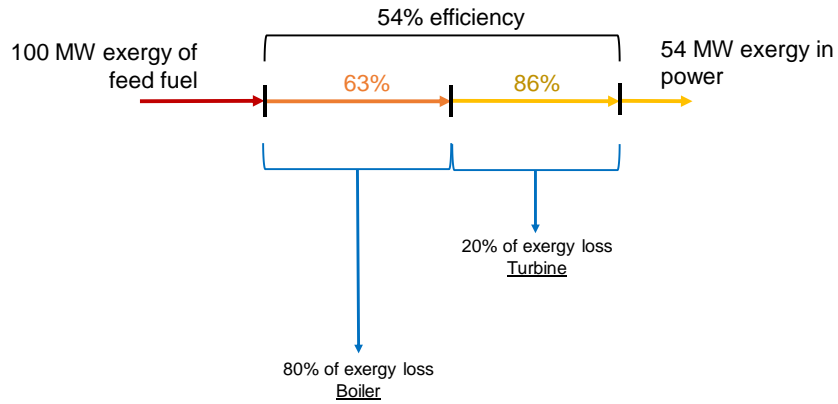 54% efficiency
100 MW exergy of
feed fuel
54 MW exergy in
power
63%
86%
20% of exergy loss
Turbine
80% of exergy loss
Boiler